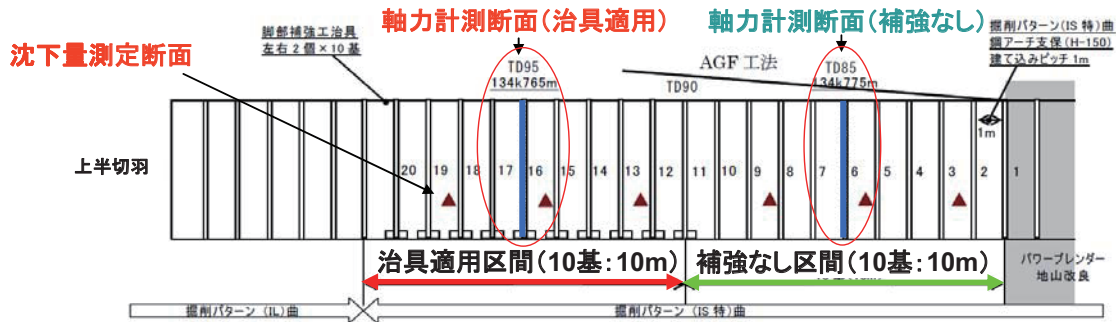 軸力計測断面(治具適用)
軸力計測断面(補強なし)
掘削パターン(IS特)曲
鋼アーチ支保(H-150)
建て込みピッチ 1m
脚部補強工治具
左右2個×10基
沈下量測定断面
TD95
134k765m
AGF工法
TD90
TD85
134k775m
1m
上半切羽
20 19 18 17 16 15 14 13 12 11 10 9 8 7 6 5 4 3 2 1
治具適用区間(10基:10m)
補強なし区間(10基:10m)
パワーブレンダー
地山改良
掘削パターン (IL)曲
掘削パターン (IS特)曲